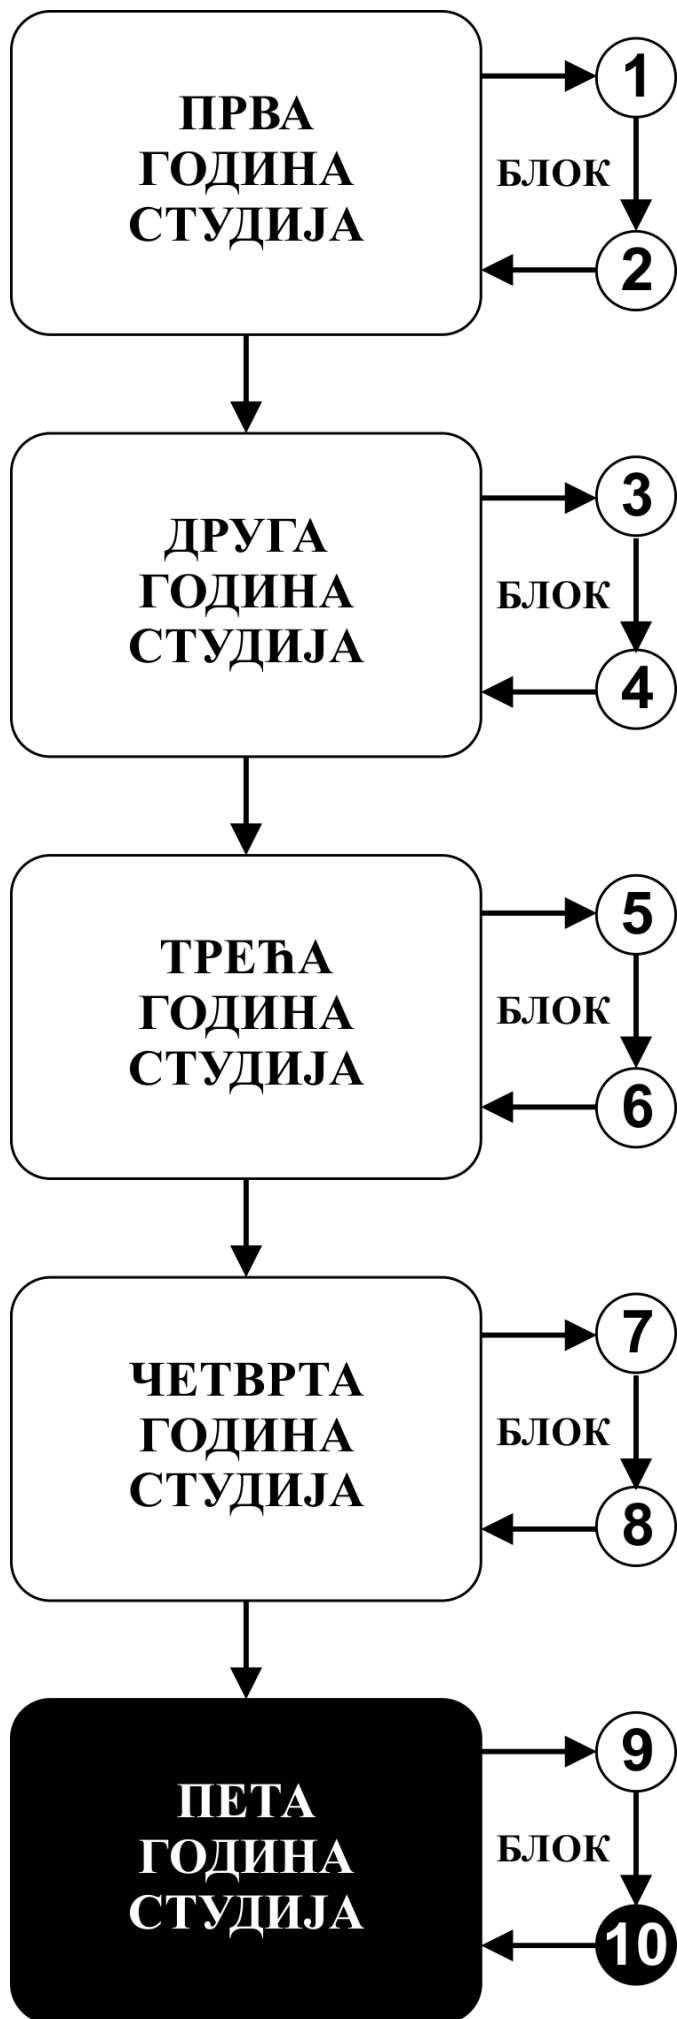 ПРВА
ГОДИНА
СТУДИЈА
1
БЛОК
2
ДРУГА
ГОДИНА
СТУДИЈА
3
БЛОК
4
ТРЕЋА
ГОДИНА
СТУДИЈА
5
БЛОК
6
ЧЕТВРТА
ГОДИНА
СТУДИЈА
7
БЛОК
8
ПЕТА
ГОДИНА
СТУДИЈА
9
БЛОК
10